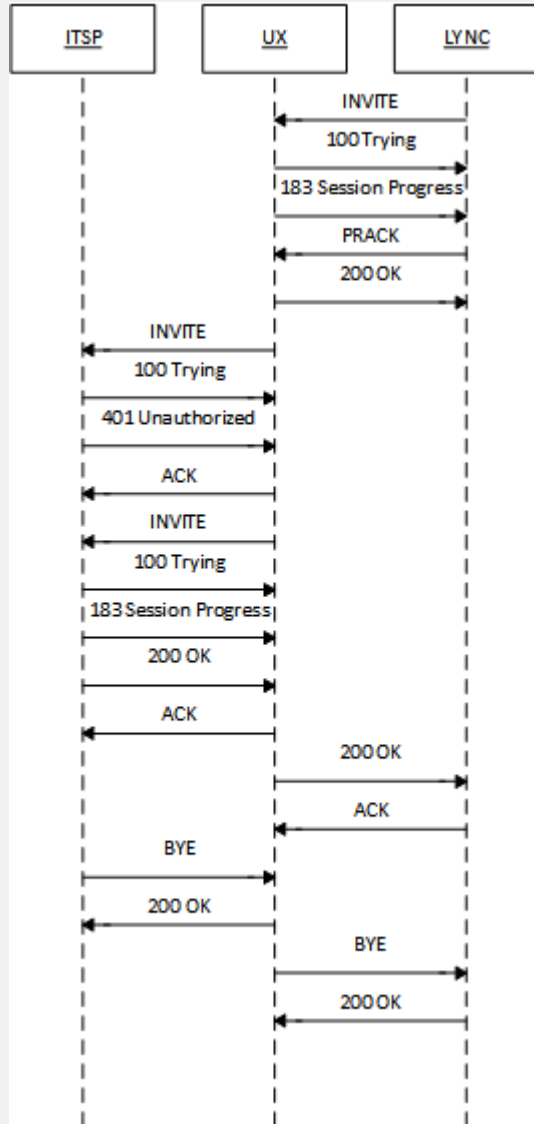 ITSP
UX
LYNC
INVITE
100 Trying
183 Session Progress
PRACK
200 OK
INVITE
100 Trying
401 Unauthorized
ACK
INVITE
100 Trying
183 Session Progress
200 OK
ACK
200 OK
ACK
BYE
200 OK
BYE
200 OK